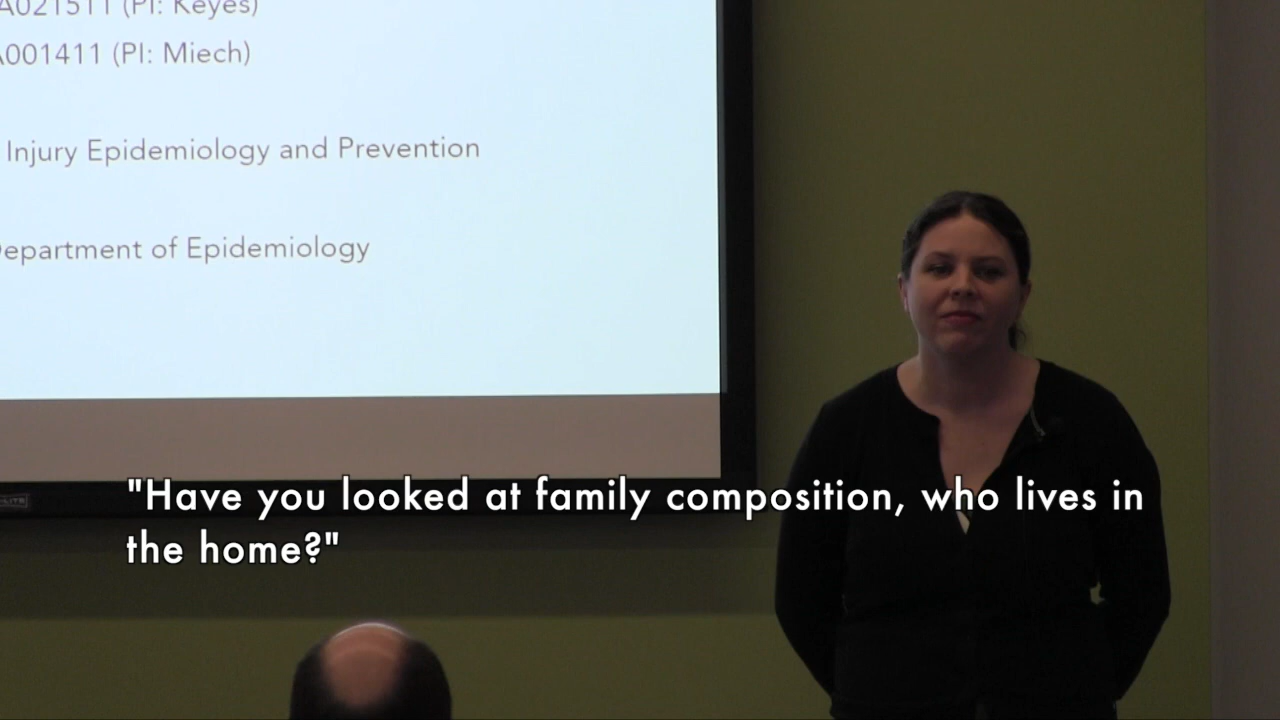 A021511 (PI: Keyes)
A001411 (PI: Miech)
Injury Epidemiology and Prevention
epartment of Epidemiology
"Have you looked at family composition, who lives in
the home?"